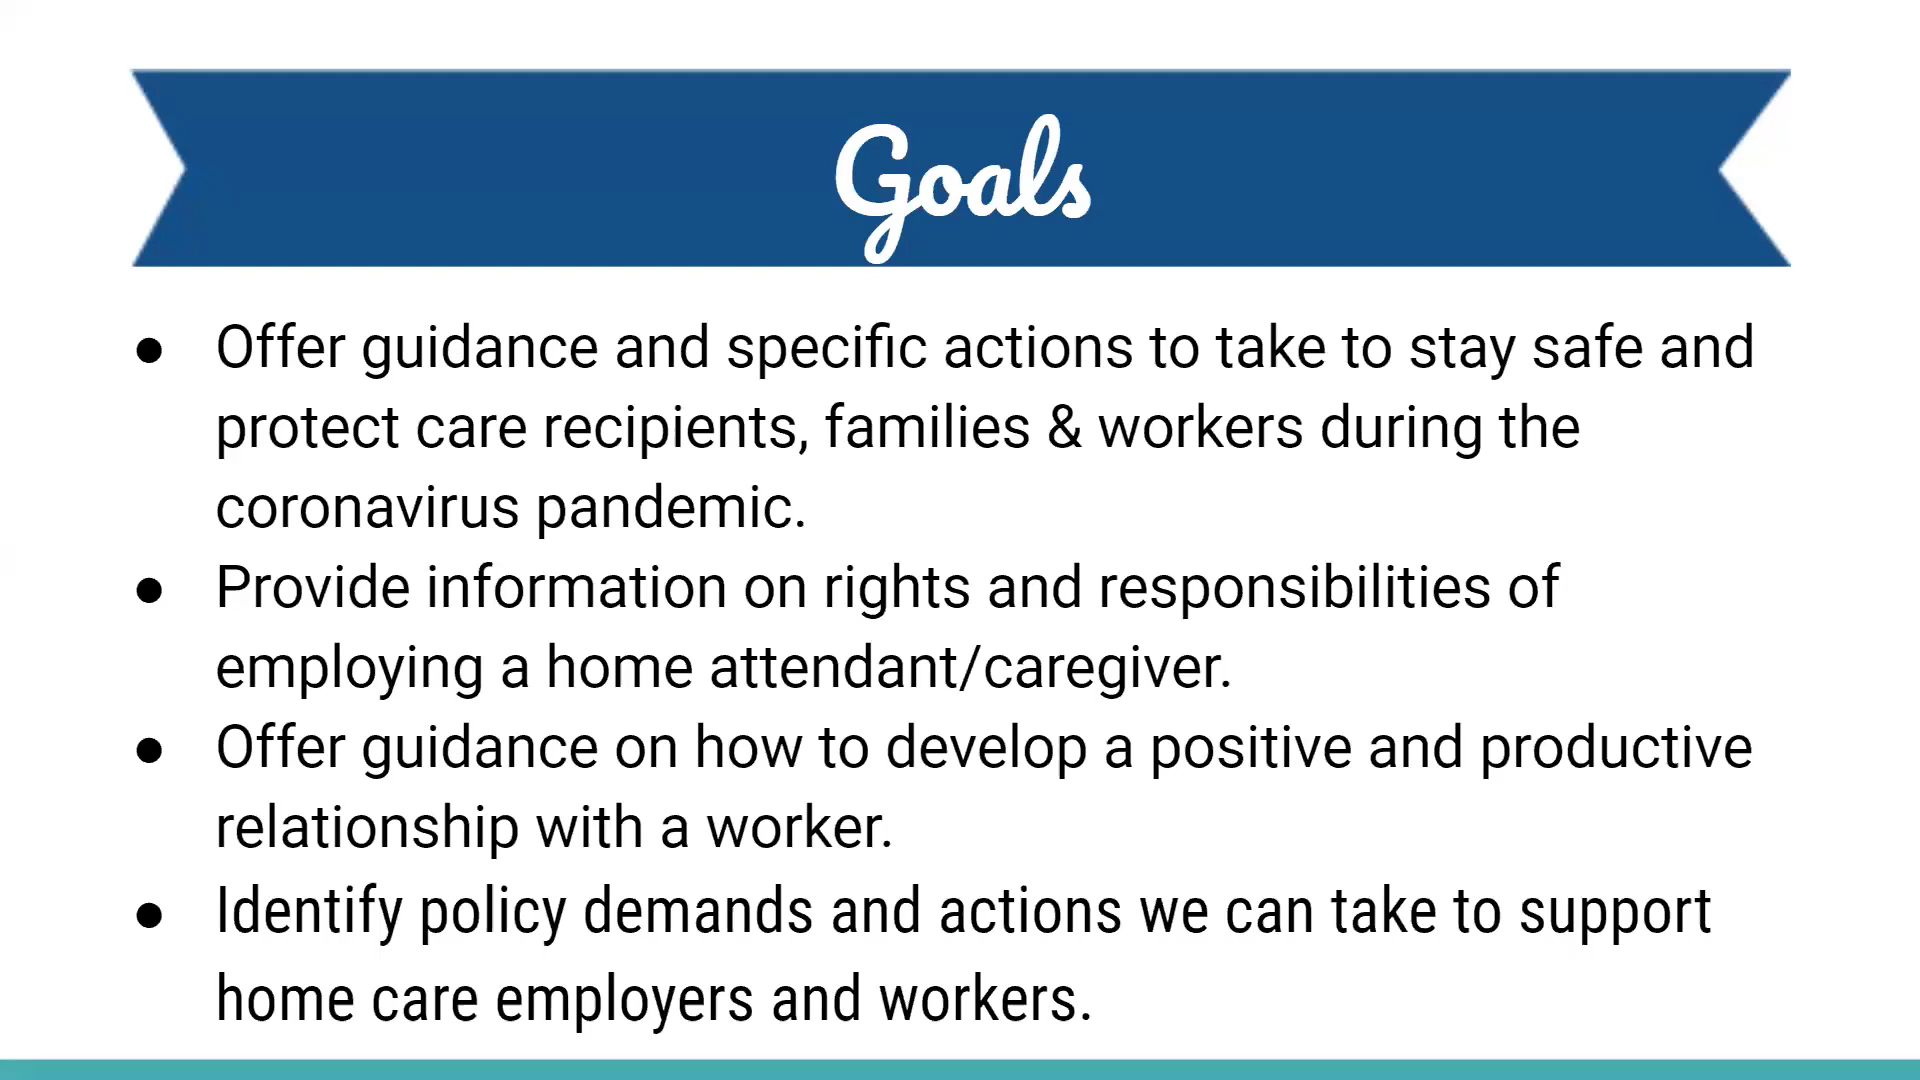 Goals
● Offer guidance and specific actions to take to stay safe and
protect care recipients, families & workers during the
coronavirus pandemic.
● Provide information on rights and responsibilities of
employing a home attendant/caregiver.
● Offer guidance on how to develop a positive and productive
relationship with a worker.
● Identify policy demands and actions we can take to support
home care employers and workers.